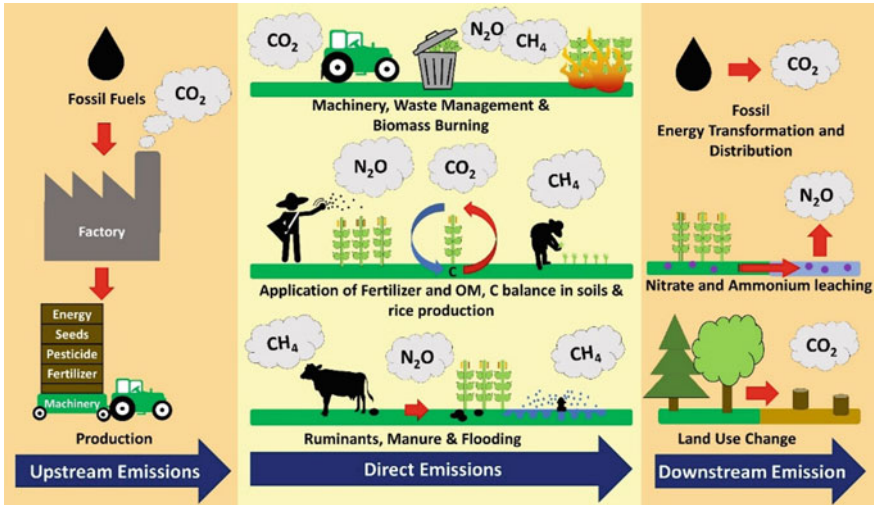 Fossil Fuels
CO₂
Factory
Energy
Seeds
Pesticide
Fertilizer
Machinery
Production
Upstream Emissions
CO₂
N₂O
CH₄
Machinery, Waste Management &
Biomass Burning
N₂O
CO₂
CH₄
C
Application of Fertilizer and OM, C balance in soils &
rice production
CH₄
N₂O
CH₄
Ruminants, Manure & Flooding
Direct Emissions
CO₂
Fossil
Energy Transformation and
Distribution
N₂O
Nitrate and Ammonium leaching
CO₂
Land Use Change
Downstream Emission